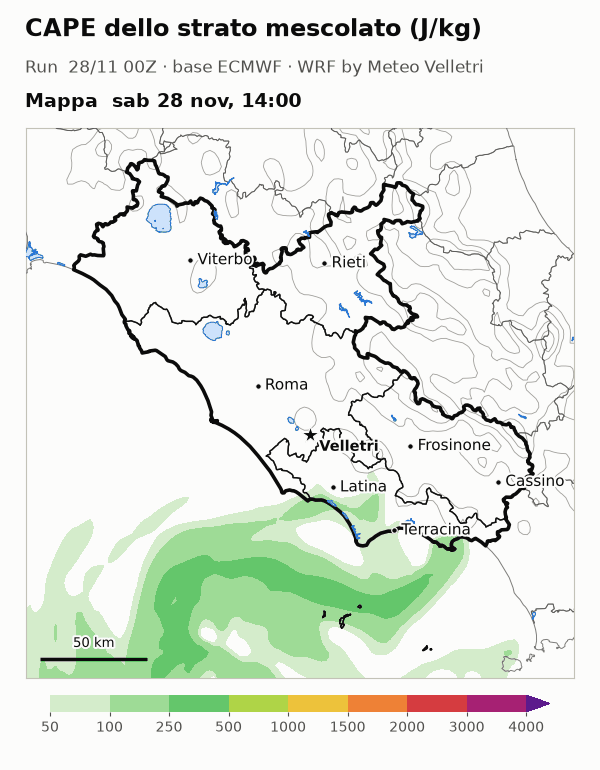 CAPE dello strato mescolato (J/kg)
Run  28/11 00Z · base ECMWF · WRF by Meteo Velletri
Mappa  sab 28 nov, 14:00
Viterbo
Rieti
Roma
Velletri
Frosinone
Cassino
Latina
Terracina
50 km
50 100 250 500 1000 1500 2000 3000 4000